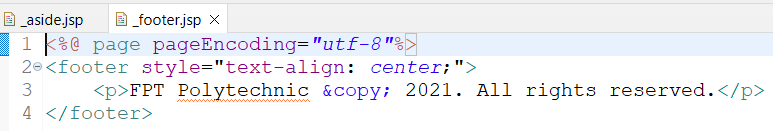 _aside.jsp _footer.jsp
1 <%@ page pageEncoding="utf-8"%>
2 <footer style="text-align: center;">
3 <p>FPT Polytechnic &copy; 2021. All rights reserved.</p>
4 </footer>